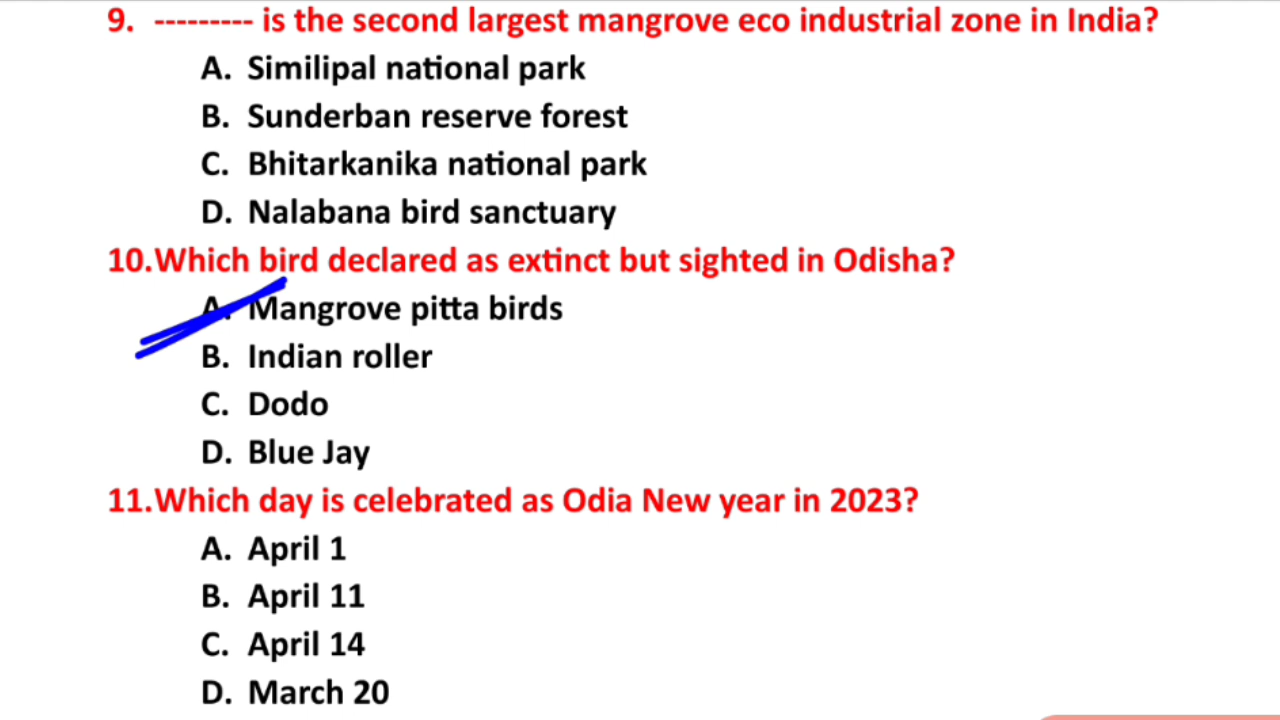 9. --------- is the second largest mangrove eco industrial zone in India?
A. Similipal national park
B. Sunderban reserve forest
C. Bhitarkanika national park
D. Nalabana bird sanctuary
10.Which bird declared as extinct but sighted in Odisha?
A. Mangrove pitta birds
B. Indian roller
C. Dodo
D. Blue Jay
11.Which day is celebrated as Odia New year in 2023?
A. April 1
B. April 11
C. April 14
D. March 20